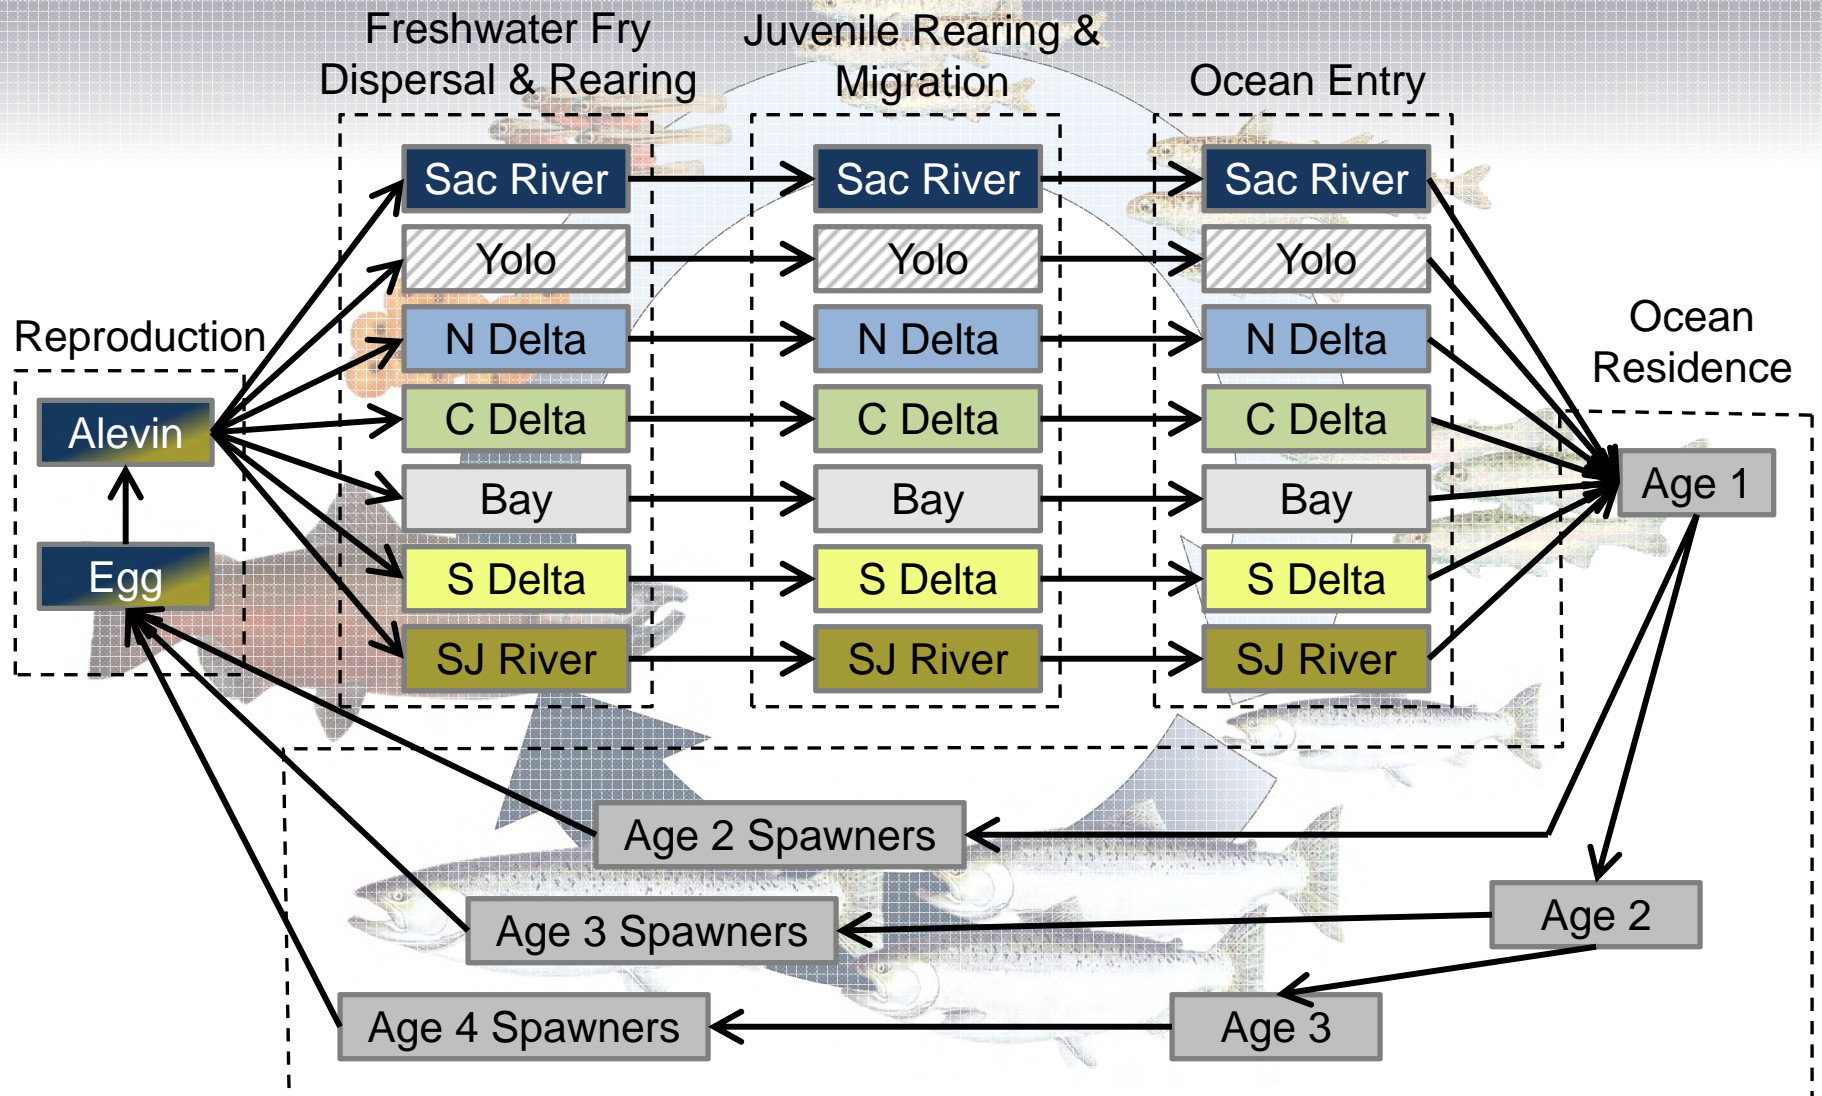 Freshwater Fry
Dispersal & Rearing
Juvenile Rearing &
Migration
Ocean Entry
Sac River
Sac River
Sac River
Yolo
Yolo
Yolo
N Delta
N Delta
N Delta
C Delta
C Delta
C Delta
Bay
Bay
Bay
S Delta
S Delta
S Delta
SJ River
SJ River
SJ River
Reproduction
Alevin
Egg
Ocean
Residence
Age 1
Age 2 Spawners
Age 2
Age 3 Spawners
Age 4 Spawners
Age 3